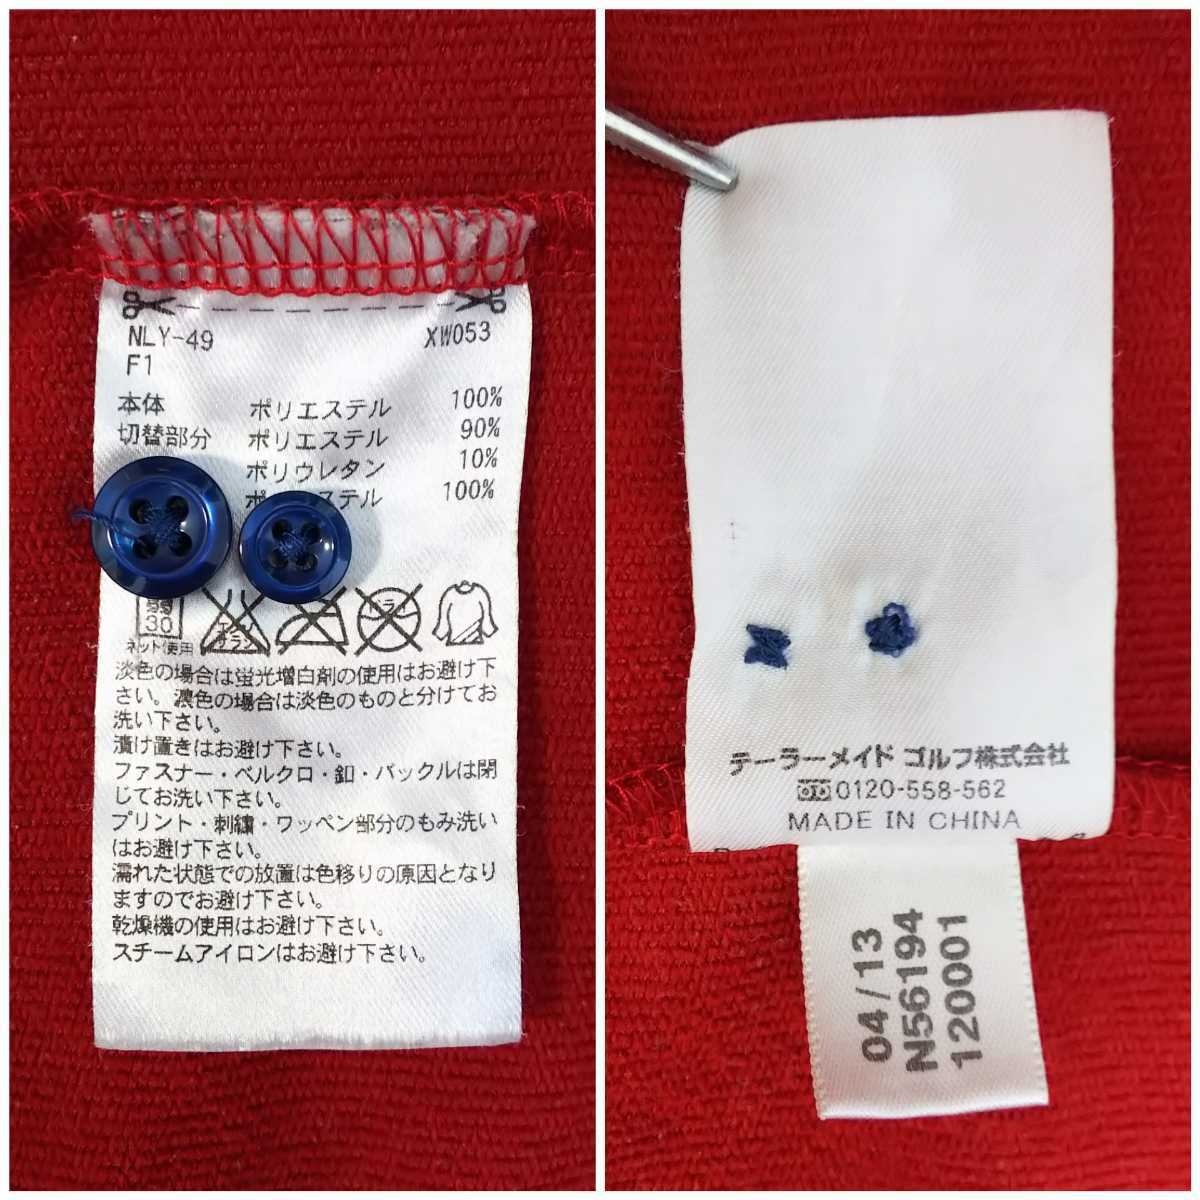 NLY-49 XW053
F1
本体 ポリエステル 100%
切替部分 ポリエステル 90%
ポリウレタン 10%
ステル 100%
弱
30
ネット使用
エンソ
淡色の場合は蛍光増白剤の使用はお避け下
さい。濃色の場合は淡色のものと分けてお
洗い下さい。
漬け置きはお避け下さい。
ファスナー・ベルクロ・釦・バックルは閉
じてお洗い下さい。
プリント・刺繍・ワッペン部分のもみ洗い
はお避け下さい。
濡れた状態での放置は色移りの原因となり
ますのでお避け下さい。
乾燥機の使用はお避け下さい。
スチームアイロンはお避け下さい。
テーラーメイド ゴルフ株式会社
0120-558-562
MADE IN CHINA
04/13
N56194
120001